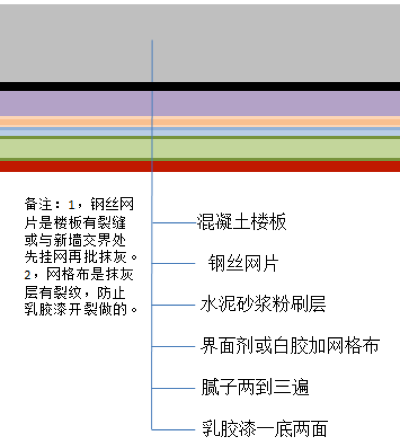 备注：1，钢丝网
片是楼板有裂缝
或与新墙交界处
先挂网再批抹灰。
2，网格布是抹灰
层有裂纹，防止
乳胶漆开裂做的。
混凝土楼板
钢丝网片
水泥砂浆粉刷层
界面剂或白胶加网格布
腻子两到三遍
乳胶漆一底两面